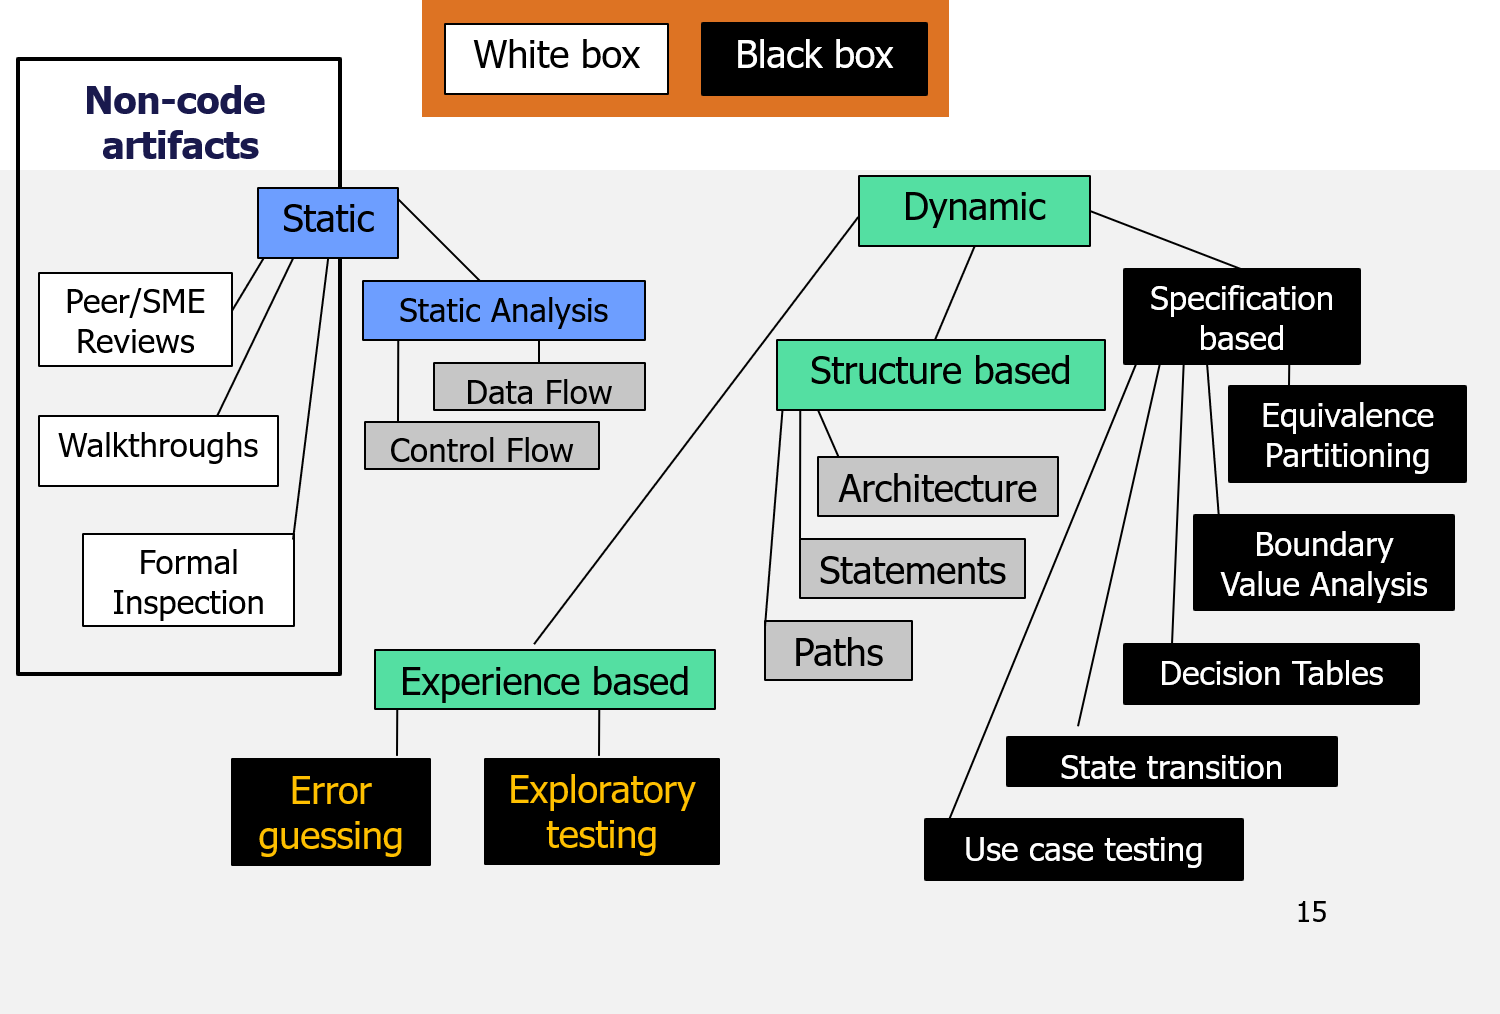 White box
Black box
Non-code
artifacts
Static
Dynamic
Peer/SME
Reviews
Static Analysis
Specification
based
Data Flow
Structure based
Control Flow
Equivalence
Partitioning
Walkthroughs
Architecture
Formal
Inspection
Statements
Boundary
Value Analysis
Paths
Experience based
Decision Tables
Error
guessing
Exploratory
testing
State transition
Use case testing
15